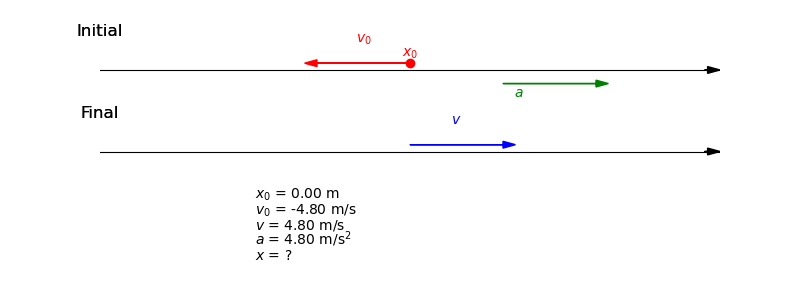 Initial
v₀
x₀
a
Final
v
x₀ = 0.00 m
v₀ = -4.80 m/s
v = 4.80 m/s
a = 4.80 m/s²
x = ?